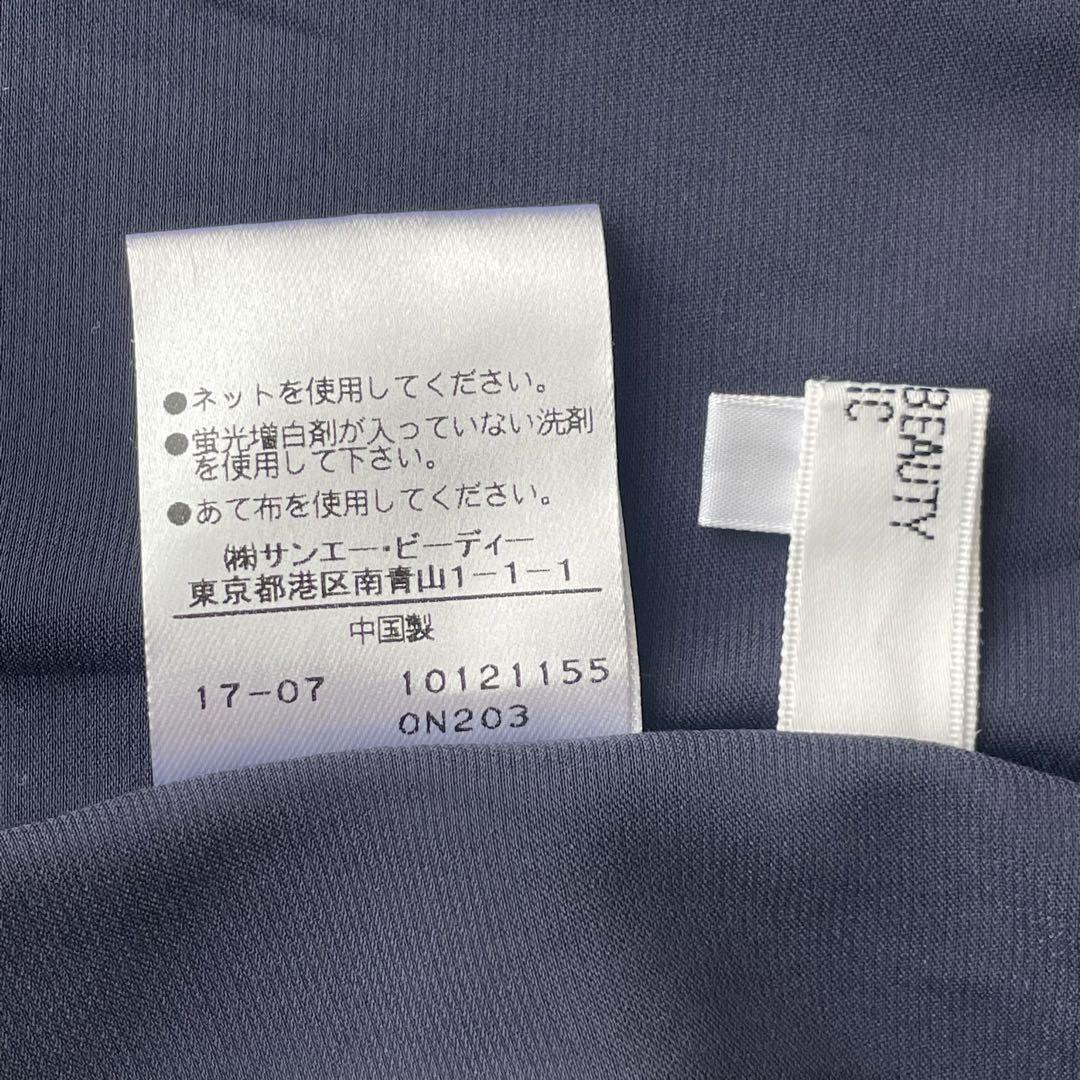 ●ネットを使用してください。
●蛍光増白剤が入っていない洗剤
を使用して下さい。
●あて布を使用してください。
㈱サンエー・ビーディー
東京都港区南青山1-1-1
中国製
17-07 10121155
0N203
BEAUTY